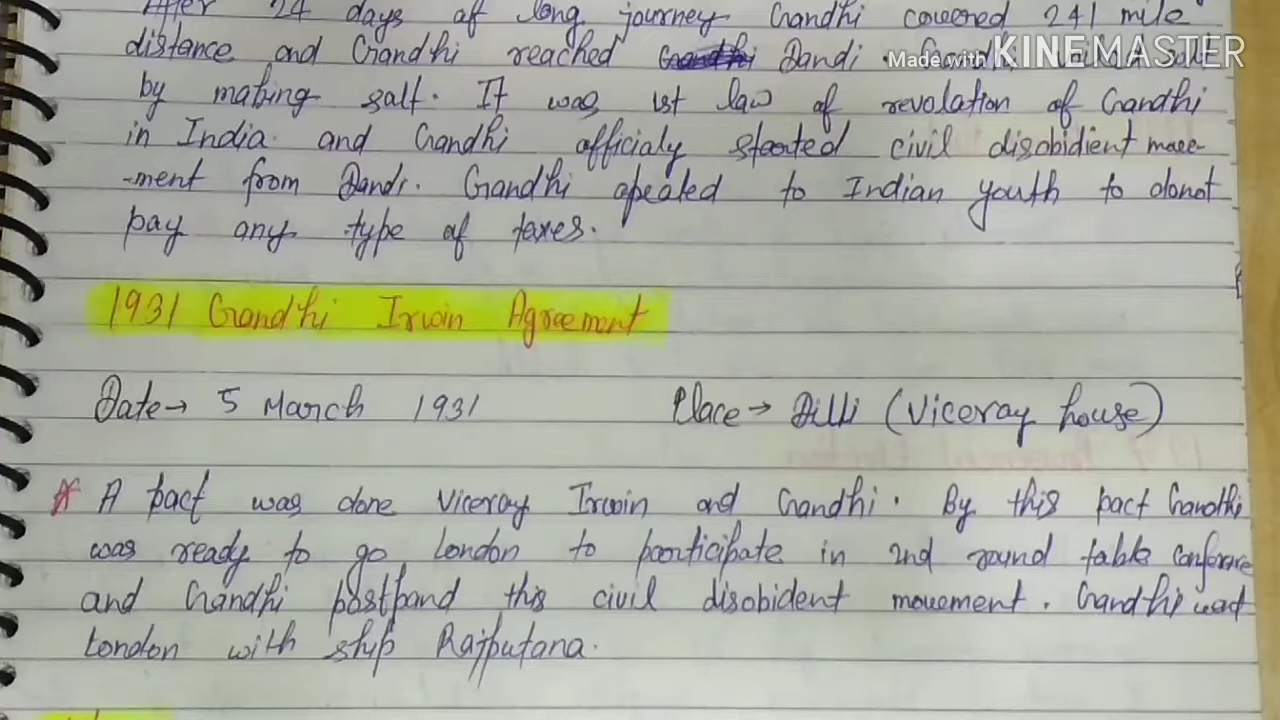 After 24 days of long journey Gandhi covered 241 mile
distance and Gandhi reached Dandi.
Made with KINEMASTER
by making salt. It was 1st law of revolation of Gandhi
in India. and Gandhi officialy started civil disobidient move-
-ment from Dandi. Gandhi apealed to Indian youth to donot
pay any type of taxes.
1931 Gandhi Irwin Agreement
Date→ 5 March 1931 Place→ Dilli (Viceray house)
* A pact was done Viceray Irwin and Gandhi. By this pact Gandhi
was ready to go London to participate in 2nd round table Conference
and Gandhi postpond this civil disobident movement. Gandhi went
London with ship Rajputana.